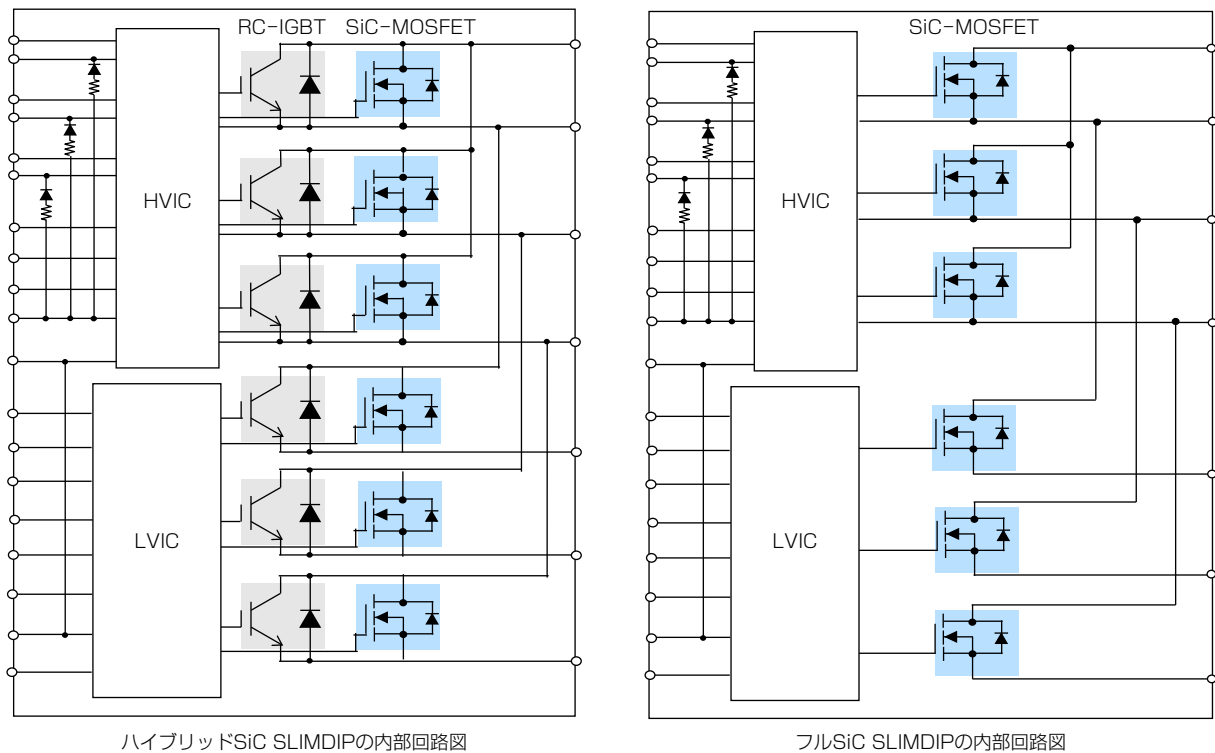 RC-IGBT SiC-MOSFET
HVIC
LVIC
ハイブリッドSiC SLIMDIPの内部回路図
SiC-MOSFET
HVIC
LVIC
フルSiC SLIMDIPの内部回路図